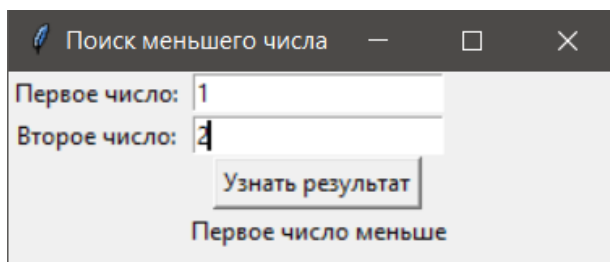 Поиск меньшего числа
Первое число: 1
Второе число: 2
Узнать результат
Первое число меньше